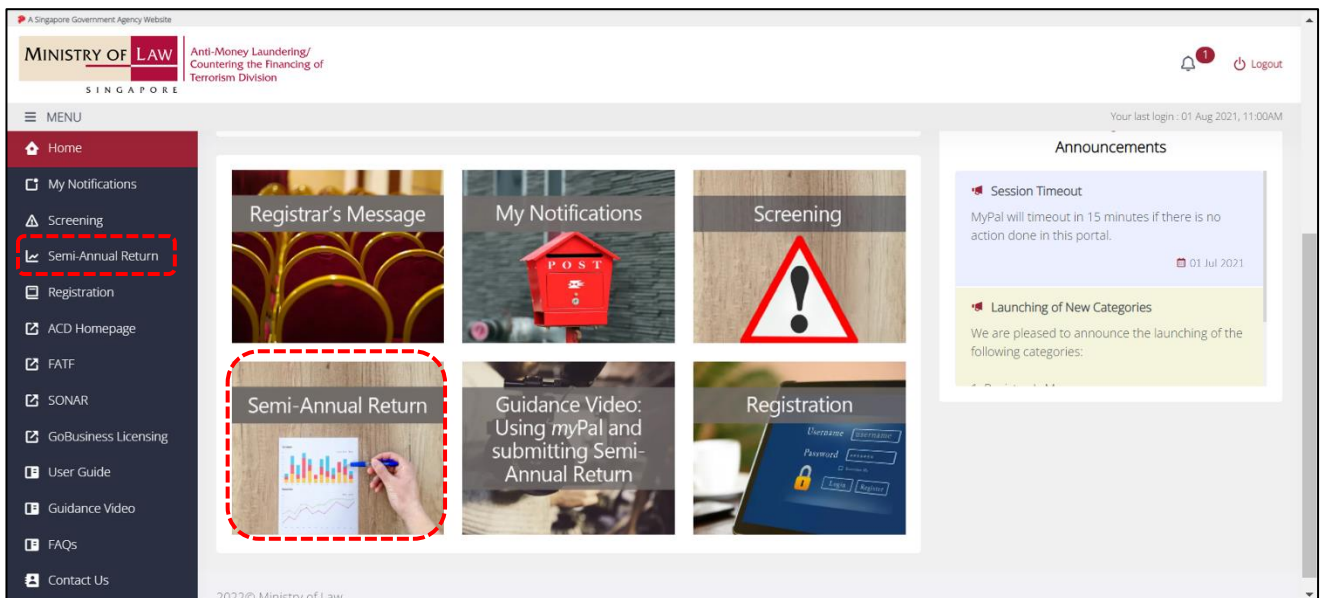 A Singapore Government Agency Website
MINISTRY OF LAW
SINGAPORE
Anti-Money Laundering/
Countering the Financing of
Terrorism Division
1
Logout
MENU
Your last login : 01 Aug 2021, 11:00AM
Home
My Notifications
Screening
Semi-Annual Return
Registration
ACD Homepage
FATF
SONAR
GoBusiness Licensing
User Guide
Guidance Video
FAQs
Contact Us
Registrar's Message
My Notifications
POST
Screening
Semi-Annual Return
Guidance Video:
Using myPal and
submitting Semi-
Annual Return
Registration
Username username
Password
Login Register
Announcements
Session Timeout
MyPal will timeout in 15 minutes if there is no
action done in this portal.
01 Jul 2021
Launching of New Categories
We are pleased to announce the launching of the
following categories:
2022© Ministry of Law